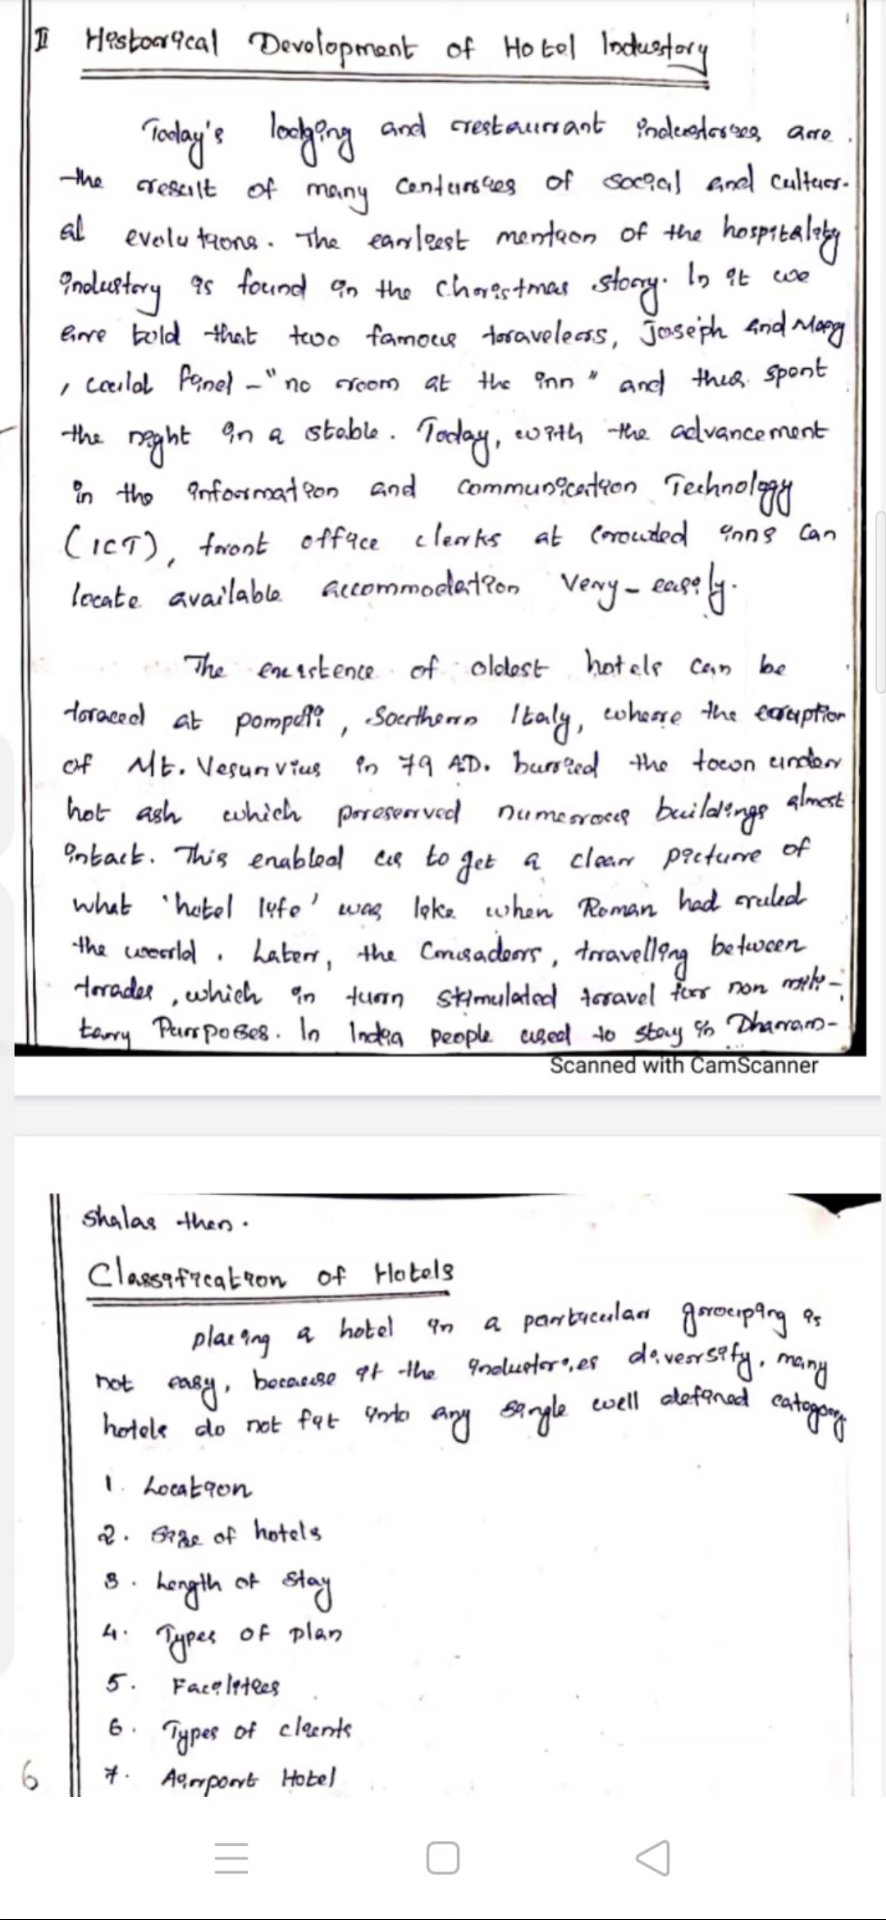 II Historical Development of Hotel Industry
Today's lodging and restaurant industries are
the result of many centuries of social and cultur-
al evolutions. The earliest mention of the hospitality
industry is found in the Christmas story. In it we
are told that two famous travelers, Joseph and Mary
, could find - "no room at the inn" and thus spent
the night in a stable. Today, with the advancement
in the information and communication Technology
(ICT), front office clerks at crowded inns can
locate available accommodation very - easily.
The existence of oldest hotels can be
traced at pompeii, Southern Italy, where the eruption
of Mt. Vesunvius in 79 AD. burried the town under
hot ash which preserved numerous buildings almost
intact. This enabled us to get a clear picture of
what 'hotel life' was like when Roman had ruled
the world. Later, the Crusaders, travelling between
trades, which in turn stimulated travel for non mili-
tary Purposes. In India people used to stay in Dharam-
Scanned with CamScanner
Shalas then.
Classification of Hotels
placing a hotel in a particular grouping is
not easy, because of the industries diversify, many
hotels do not fit into any single well defined category
1. Location
2. Size of hotels
3. Length of Stay
4. Types of plan
5. Facilities
6. Types of clients
6
7. Airport Hotel